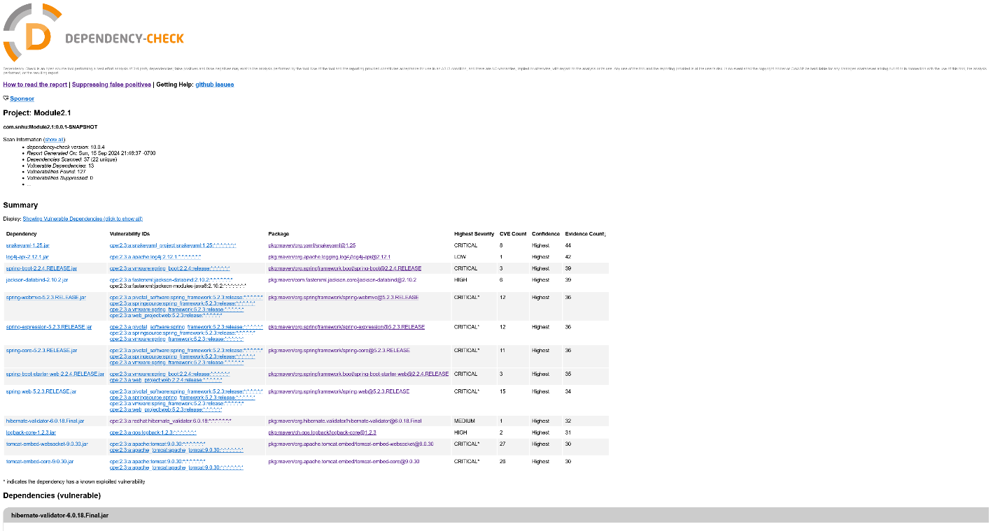 DEPENDENCY-CHECK
Dependency-Check is an open source tool performing a best effort analysis of 3rd party dependencies; false positives and false negatives may exist in the analysis performed by the tool. Use of the tool and the reporting provided constitutes acceptance for use in an AS IS condition, and there are NO warranties, implied or otherwise, with regard to the analysis or its use. Any use of the tool and the reporting provided is at the user's risk. In no event shall the copyright holder or OWASP be held liable for any damages whatsoever arising out of or in connection with the use of this tool, the analysis
performed, or the resulting report.
How to read the report | Suppressing false positives | Getting Help: github issues
Sponsor
Project: Module2.1
com.snhu:Module2.1:0.0.1-SNAPSHOT
Scan Information (show all)
• dependency-check version: 10.0.4
• Report Generated On: Sun, 15 Sep 2024 21:46:37 -0700
• Dependencies Scanned: 37 (22 unique)
• Vulnerable Dependencies: 13
• Vulnerabilities Found: 127
• Vulnerabilities Suppressed: 0
• ...
Summary
Display: Showing Vulnerable Dependencies (click to show all)
Dependency Vulnerability IDs Package Highest Severity CVE Count Confidence Evidence Count
snakeyaml-1.25.jar cpe:2.3:a:snakeyaml_project:snakeyaml:1.25:*:*:*:*:*:*:* pkg:maven/org.yaml/snakeyaml@1.25 CRITICAL 8 Highest 44
log4j-api-2.12.1.jar cpe:2.3:a:apache:log4j:2.12.1:*:*:*:*:*:*:* pkg:maven/org.apache.logging.log4j/log4j-api@2.12.1 LOW 1 Highest 42
spring-boot-2.2.4.RELEASE.jar cpe:2.3:a:vmware:spring_boot:2.2.4:release:*:*:*:*:*:* pkg:maven/org.springframework.boot/spring-boot@2.2.4.RELEASE CRITICAL 3 Highest 39
jackson-databind-2.10.2.jar cpe:2.3:a:fasterxml:jackson-databind:2.10.2:*:*:*:*:*:*:* pkg:maven/com.fasterxml.jackson.core/jackson-databind@2.10.2 HIGH 6 Highest 39
cpe:2.3:a:fasterxml:jackson-modules-java8:2.10.2:*:*:*:*:*:*:*
spring-webmvc-5.2.3.RELEASE.jar cpe:2.3:a:pivotal_software:spring_framework:5.2.3:release:*:*:*:*:*:* pkg:maven/org.springframework/spring-webmvc@5.2.3.RELEASE CRITICAL* 12 Highest 36
cpe:2.3:a:springsource:spring_framework:5.2.3:release:*:*:*:*:*:*
cpe:2.3:a:vmware:spring_framework:5.2.3:release:*:*:*:*:*:*
cpe:2.3:a:web_project:web:5.2.3:release:*:*:*:*:*:*
spring-expression-5.2.3.RELEASE.jar cpe:2.3:a:pivotal_software:spring_framework:5.2.3:release:*:*:*:*:*:* pkg:maven/org.springframework/spring-expression@5.2.3.RELEASE CRITICAL* 12 Highest 36
cpe:2.3:a:springsource:spring_framework:5.2.3:release:*:*:*:*:*:*
cpe:2.3:a:vmware:spring_framework:5.2.3:release:*:*:*:*:*:*
spring-core-5.2.3.RELEASE.jar cpe:2.3:a:pivotal_software:spring_framework:5.2.3:release:*:*:*:*:*:* pkg:maven/org.springframework/spring-core@5.2.3.RELEASE CRITICAL* 11 Highest 36
cpe:2.3:a:springsource:spring_framework:5.2.3:release:*:*:*:*:*:*
cpe:2.3:a:vmware:spring_framework:5.2.3:release:*:*:*:*:*:*
spring-boot-starter-web-2.2.4.RELEASE.jar cpe:2.3:a:vmware:spring_boot:2.2.4:release:*:*:*:*:*:* pkg:maven/org.springframework.boot/spring-boot-starter-web@2.2.4.RELEASE CRITICAL 3 Highest 35
cpe:2.3:a:web_project:web:2.2.4:release:*:*:*:*:*:*
spring-web-5.2.3.RELEASE.jar cpe:2.3:a:pivotal_software:spring_framework:5.2.3:release:*:*:*:*:*:* pkg:maven/org.springframework/spring-web@5.2.3.RELEASE CRITICAL* 15 Highest 34
cpe:2.3:a:springsource:spring_framework:5.2.3:release:*:*:*:*:*:*
cpe:2.3:a:vmware:spring_framework:5.2.3:release:*:*:*:*:*:*
cpe:2.3:a:web_project:web:5.2.3:release:*:*:*:*:*:*
hibernate-validator-6.0.18.Final.jar cpe:2.3:a:redhat:hibernate_validator:6.0.18:*:*:*:*:*:*:* pkg:maven/org.hibernate.validator/hibernate-validator@6.0.18.Final MEDIUM 1 Highest 32
logback-core-1.2.3.jar cpe:2.3:a:qos:logback:1.2.3:*:*:*:*:*:*:* pkg:maven/ch.qos.logback/logback-core@1.2.3 HIGH 2 Highest 31
tomcat-embed-websocket-9.0.30.jar cpe:2.3:a:apache:tomcat:9.0.30:*:*:*:*:*:*:* pkg:maven/org.apache.tomcat.embed/tomcat-embed-websocket@9.0.30 CRITICAL* 27 Highest 30
cpe:2.3:a:apache_tomcat:apache_tomcat:9.0.30:*:*:*:*:*:*:*
tomcat-embed-core-9.0.30.jar cpe:2.3:a:apache:tomcat:9.0.30:*:*:*:*:*:*:* pkg:maven/org.apache.tomcat.embed/tomcat-embed-core@9.0.30 CRITICAL* 26 Highest 30
cpe:2.3:a:apache_tomcat:apache_tomcat:9.0.30:*:*:*:*:*:*:*
* indicates the dependency has a known exploited vulnerability
Dependencies (vulnerable)
hibernate-validator-6.0.18.Final.jar